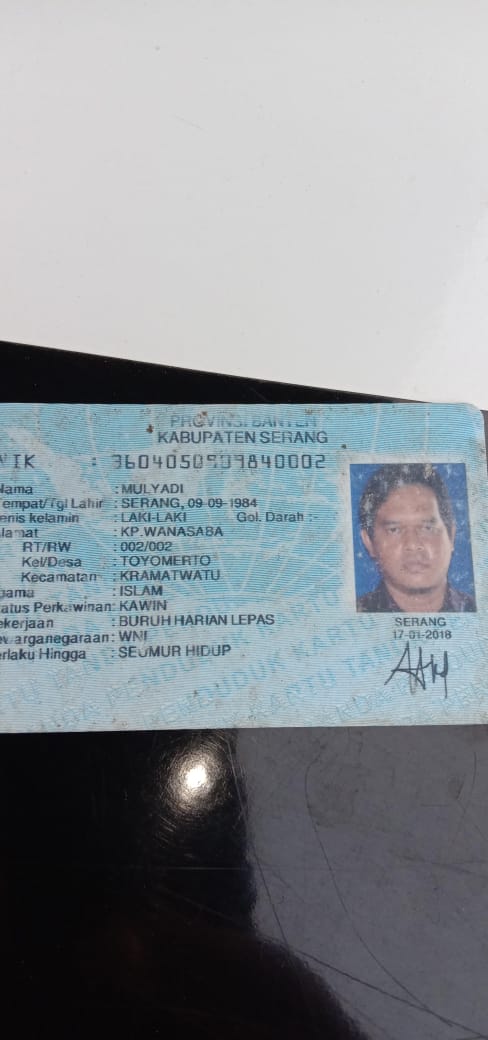 PROVINSI BANTEN
KABUPATEN SERANG
NIK : 3604050909840002
Nama : MULYADI
Tempat/Tgl Lahir : SERANG, 09-09-1984
Jenis kelamin : LAKI-LAKI Gol. Darah :-
Alamat : KP.WANASABA
RT/RW : 002/002
Kel/Desa : TOYOMERTO
Kecamatan : KRAMATWATU
Agama : ISLAM
Status Perkawinan: KAWIN
Pekerjaan : BURUH HARIAN LEPAS
Kewarganegaraan: WNI
Berlaku Hingga : SEUMUR HIDUP
SERANG
17-01-2018